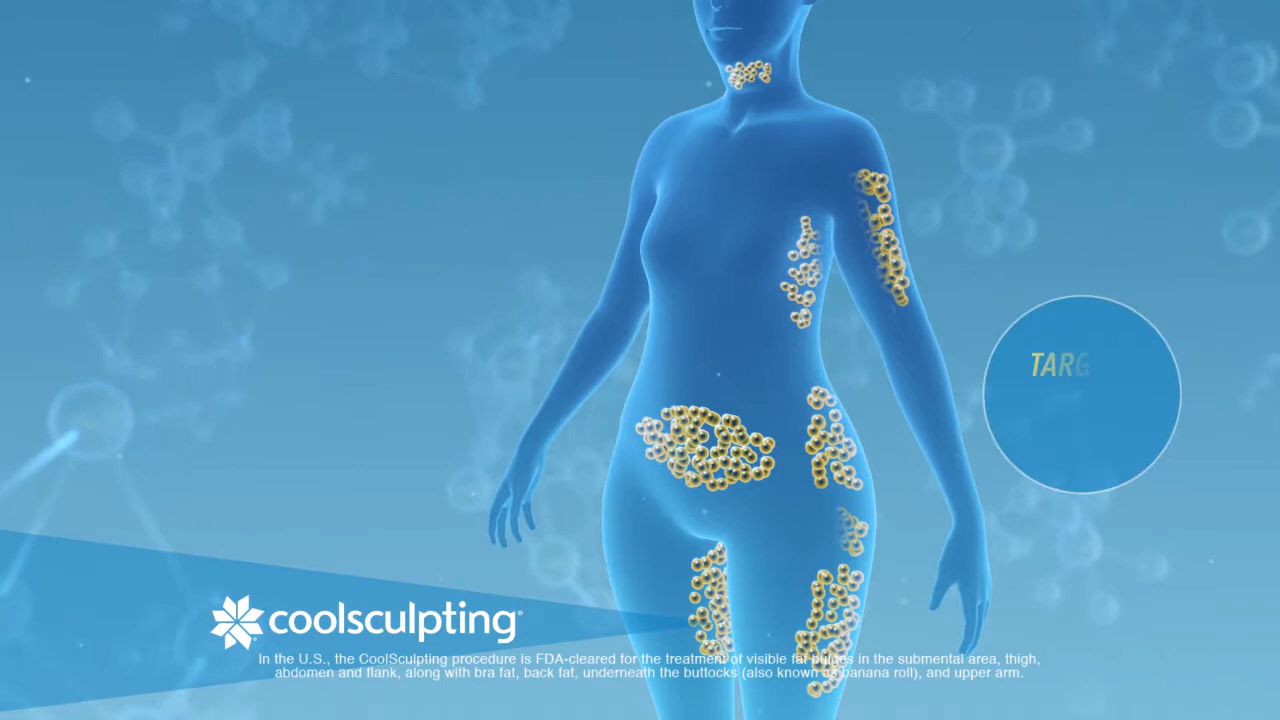 TARG
coolsculpting®
In the U.S., the CoolSculpting procedure is FDA-cleared for the treatment of visible fat bulges in the submental area, thigh,
abdomen and flank, along with bra fat, back fat, underneath the buttocks (also known as banana roll), and upper arm.